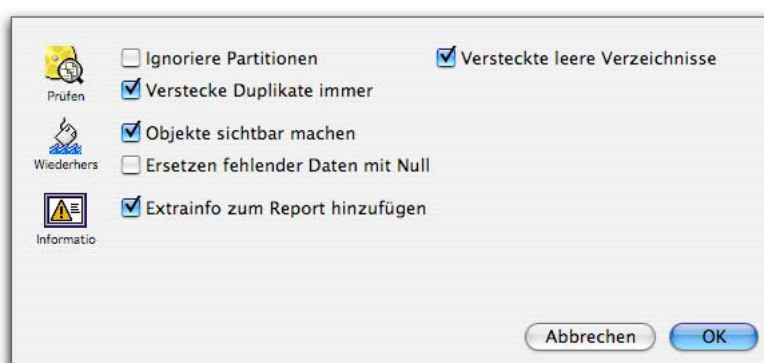 Ignoriere Partitionen
Versteckte leere Verzeichnisse
Prüfen
Verstecke Duplikate immer
Objekte sichtbar machen
Wiederhers
Ersetzen fehlender Daten mit Null
Extrainfo zum Report hinzufügen
Informatio
Abbrechen
OK